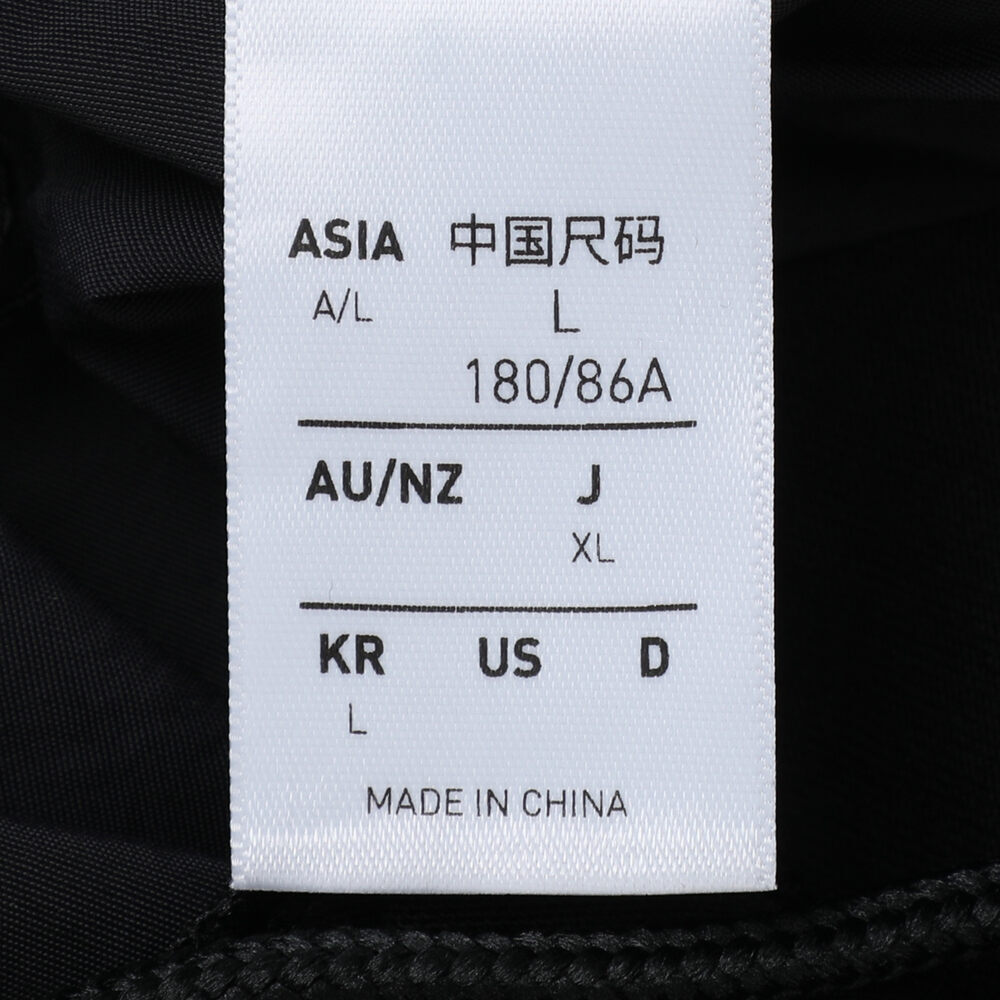 ASIA 中国尺码
A/L L
180/86A
AU/NZ J
XL
KR US D
L
MADE IN CHINA